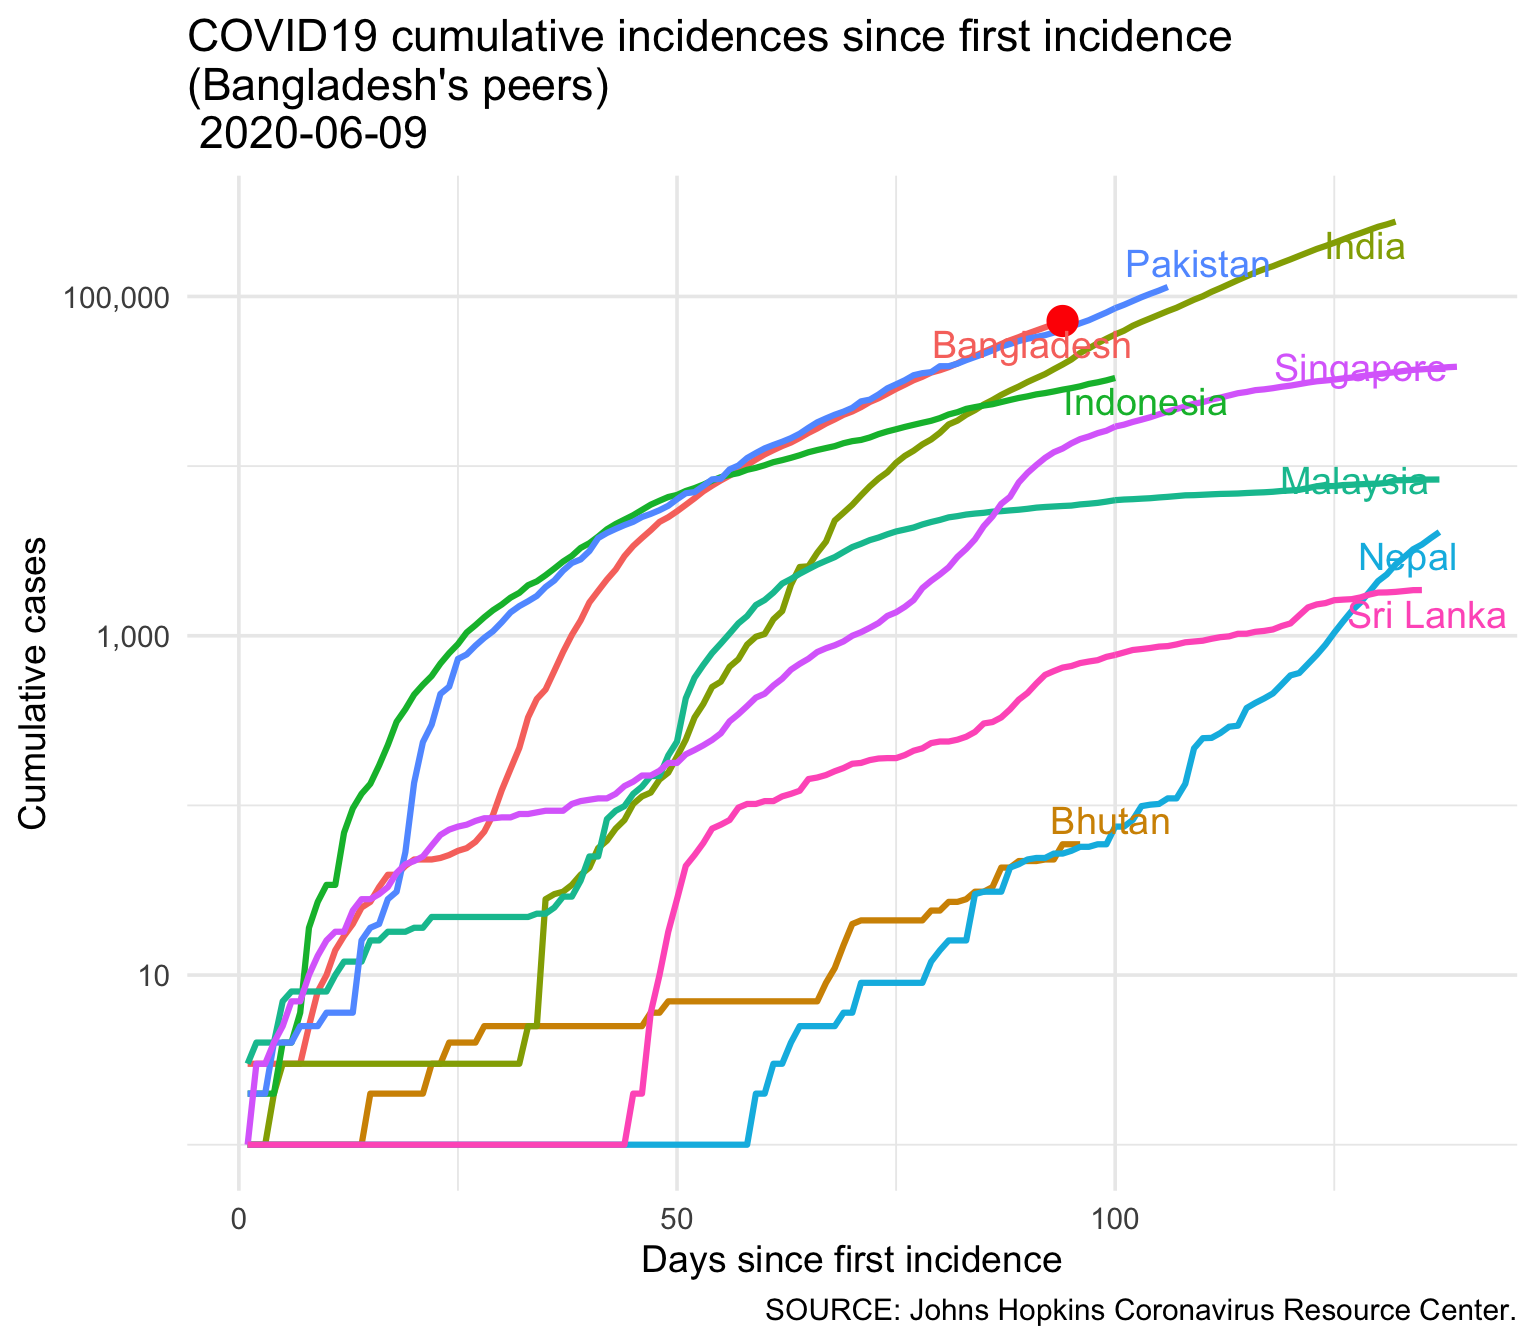 COVID19 cumulative incidences since first incidence
(Bangladesh's peers)
2020-06-09
Cumulative cases
100,000
1,000
10
India
Pakistan
Bangladesh
Singapore
Indonesia
Malaysia
Nepal
Sri Lanka
Bhutan
0
50
100
Days since first incidence
SOURCE: Johns Hopkins Coronavirus Resource Center.